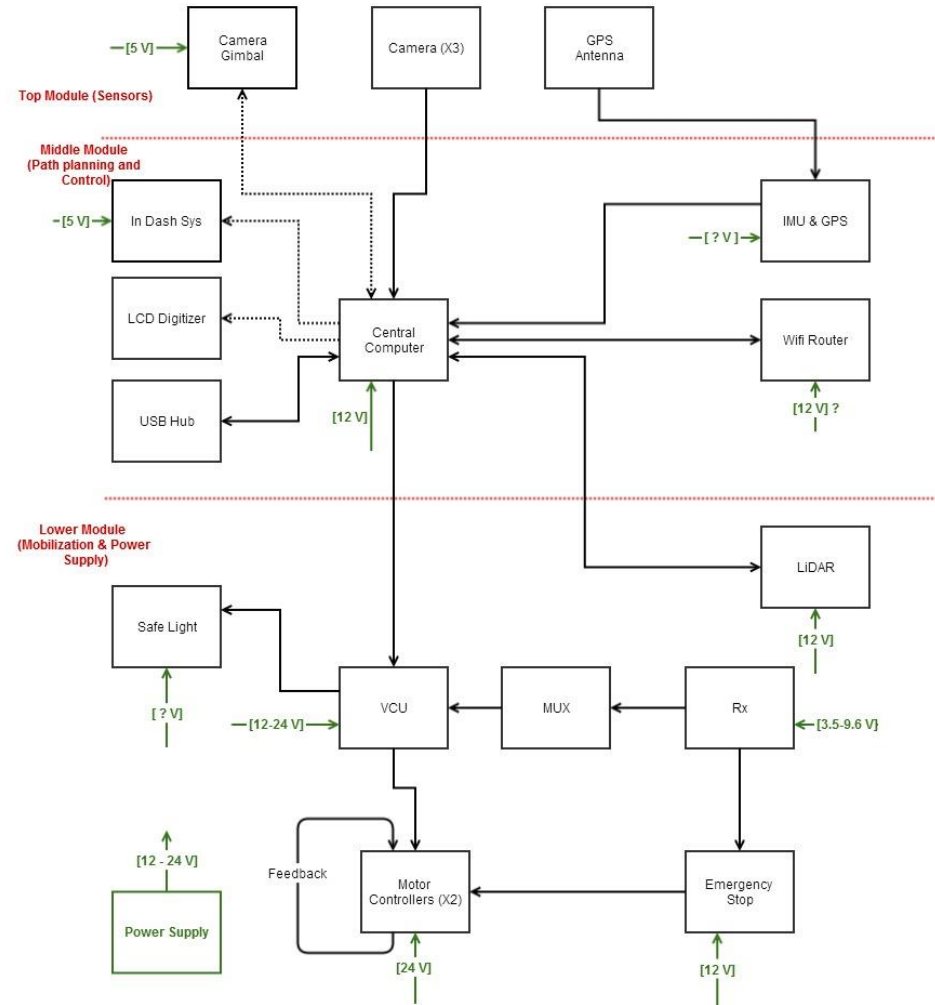 Camera
Gimbal
Camera (X3)
GPS
Antenna
[5 V]
Top Module (Sensors)
Middle Module
(Path planning and
Control)
In Dash Sys
[5 V]
IMU & GPS
[ ? V ]
LCD Digitizer
Central
Computer
Wifi Router
USB Hub
[12 V]
[12 V] ?
Lower Module
(Mobilization & Power
Supply)
LiDAR
[12 V]
Safe Light
[ ? V]
VCU
[12-24 V]
MUX
Rx
[3.5-9.6 V}
[12 - 24 V]
Power Supply
Feedback
Motor
Controllers (X2)
[24 V]
Emergency
Stop
[12 V]